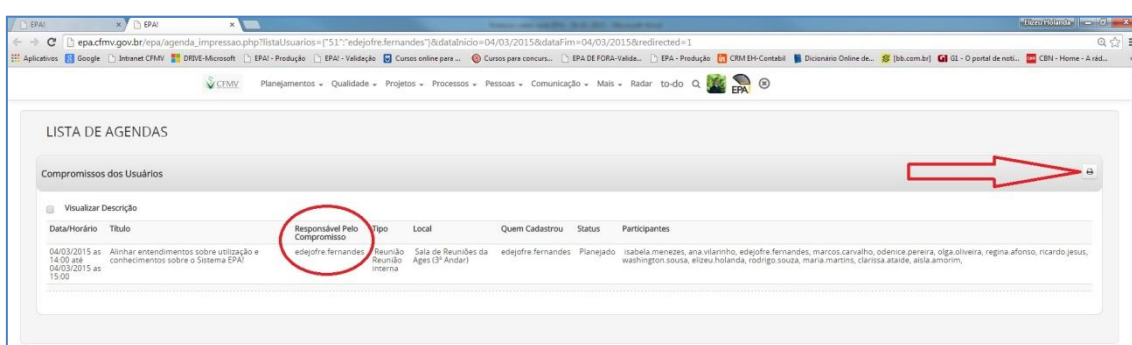 EPA!
EPA!
Elizeu Holanda
epa.cfmv.gov.br/epa/agenda_impressao.php?listaUsuarios={"51":"edejofre.fernandes"}&dataInicio=04/03/2015&dataFim=04/03/2015&redirected=1
Aplicativos Google Intranet CFMV DRIVE-Microsoft EPA! - Produção EPA! - Validação Cursos online para ... Cursos para concurs... EPA DE FORA-Valida... EPA - Produção CRM EH-Contabil Dicionário Online de... [bb.com.br] G1 - O portal de noti... CBN - Home - A rád...
CFMV Planejamentos Qualidade Projetos Processos Pessoas Comunicação Mais Radar to-do EPA!
LISTA DE AGENDAS
Compromissos dos Usuários
Visualizar Descrição
Data/Horário Título Responsável Pelo Tipo Local Quem Cadastrou Status Participantes
Compromisso
04/03/2015 as Alinhar entendimentos sobre utilização e edejofre.fernandes Reunião Sala de Reuniões da edejofre.fernandes Planejado isabela.menezes, ana.vilarinho, edejofre.fernandes, marcos.carvalho, odenice.pereira, olga.oliveira, regina.afonso, ricardo.jesus,
14:00 até conhecimentos sobre o Sistema EPA! Reunião Ages (3º Andar) washington.sousa, elizeu.holanda, rodrigo.souza, maria.martins, clarissa.ataide, aisla.amorim,
04/03/2015 as interna
15:00